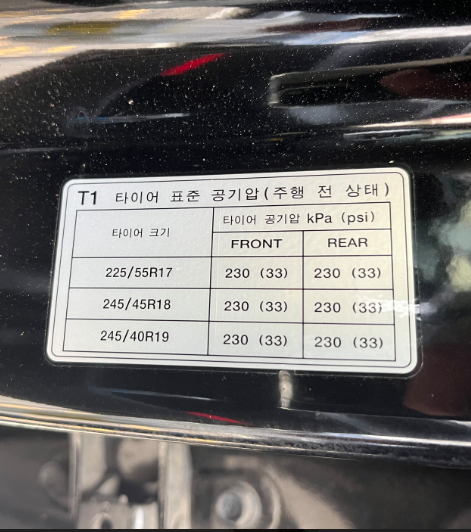 T1 타이어 표준 공기압(주행 전 상태)
타이어 크기
타이어 공기압 kPa (psi)
FRONT REAR
225/55R17 230 (33) 230 (33)
245/45R18 230 (33) 230 (33)
245/40R19 230 (33) 230 (33)